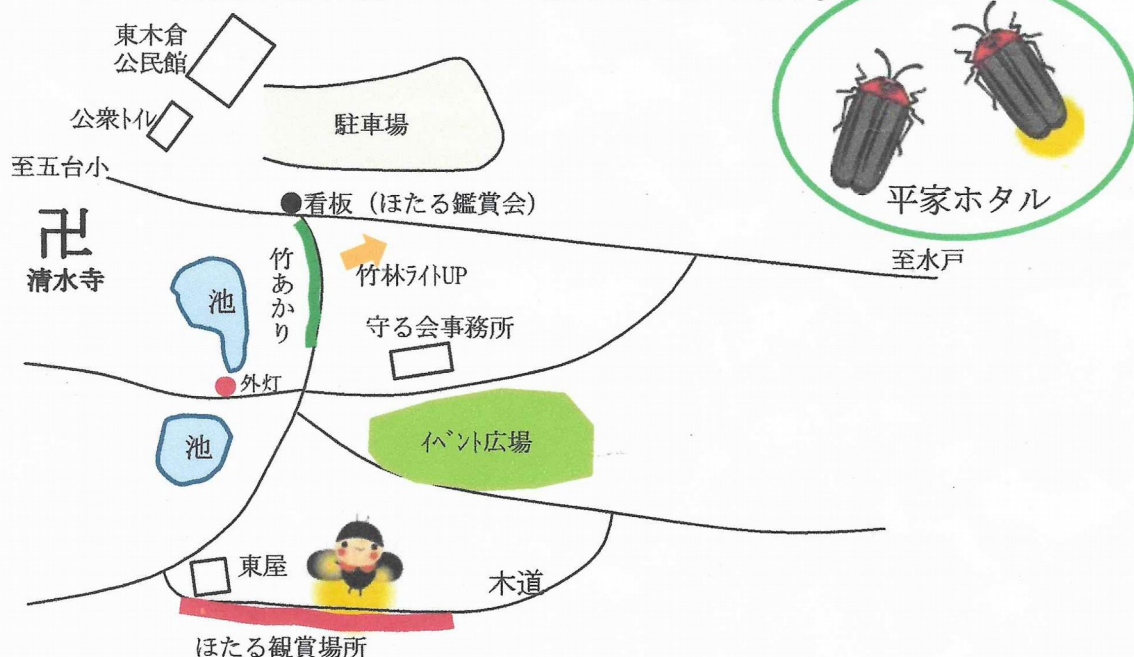 東木倉
公民館
公衆トイレ
駐車場
至五台小
看板（ほたる鑑賞会）
平家ホタル
至水戸
卍
清水寺
池
竹あかり
竹林ライトUP
守る会事務所
外灯
池
イベント広場
東屋
木道
ほたる観賞場所